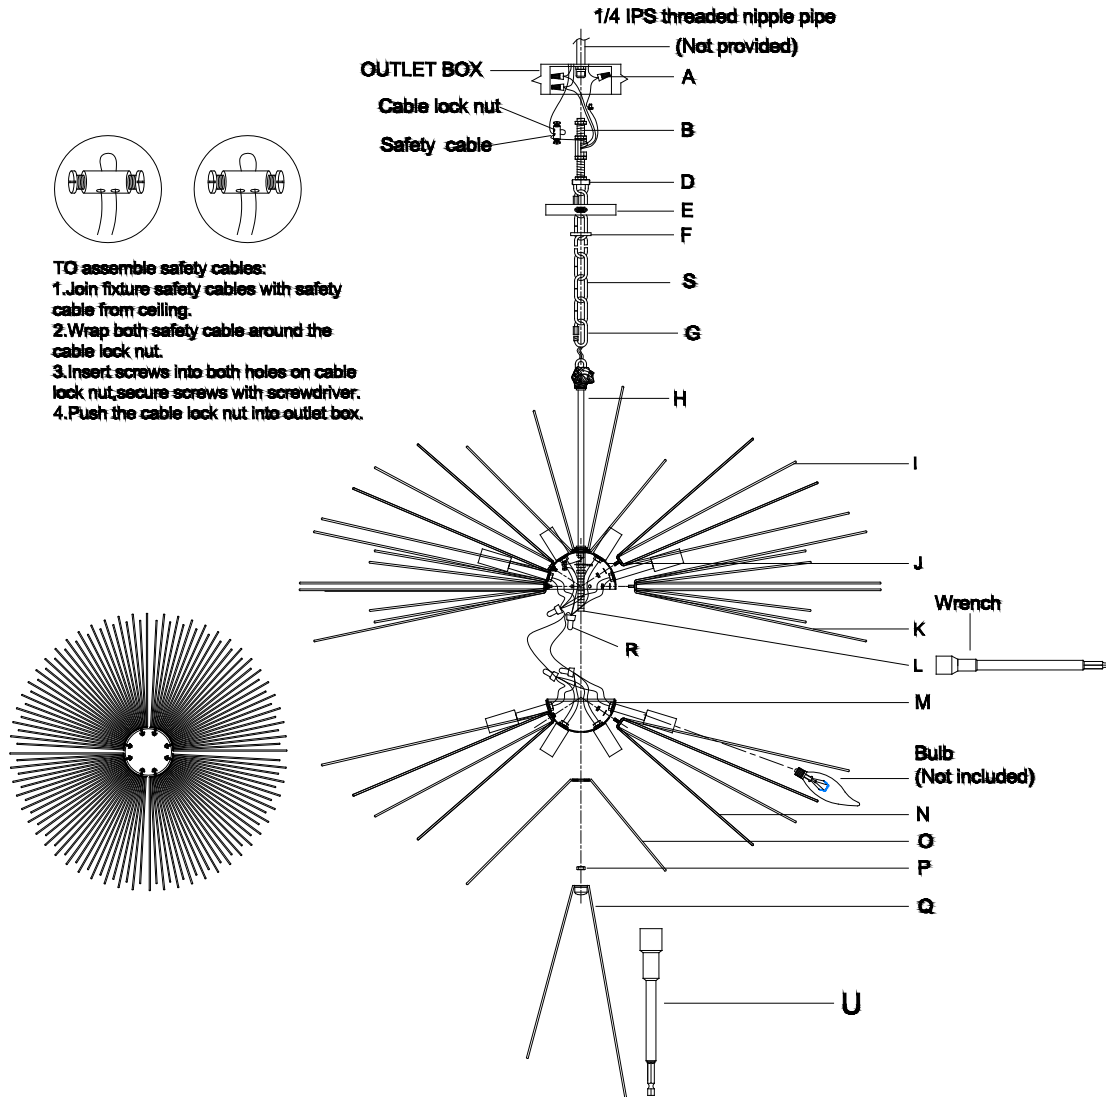 1/4 IPS threaded nipple pipe
(Not provided)
OUTLET BOX
A
Cable lock nut
B
Safety cable
D
E
F
S
G
TO assemble safety cables:
1.Join fixture safety cables with safety
cable from ceiling.
2.Wrap both safety cable around the
cable lock nut.
3.Insert screws into both holes on cable
lock nut,secure screws with screwdriver.
4.Push the cable lock nut into outlet box.
H
I
J
Wrench
K
R
L
M
Bulb
(Not included)
N
O
P
Q
U